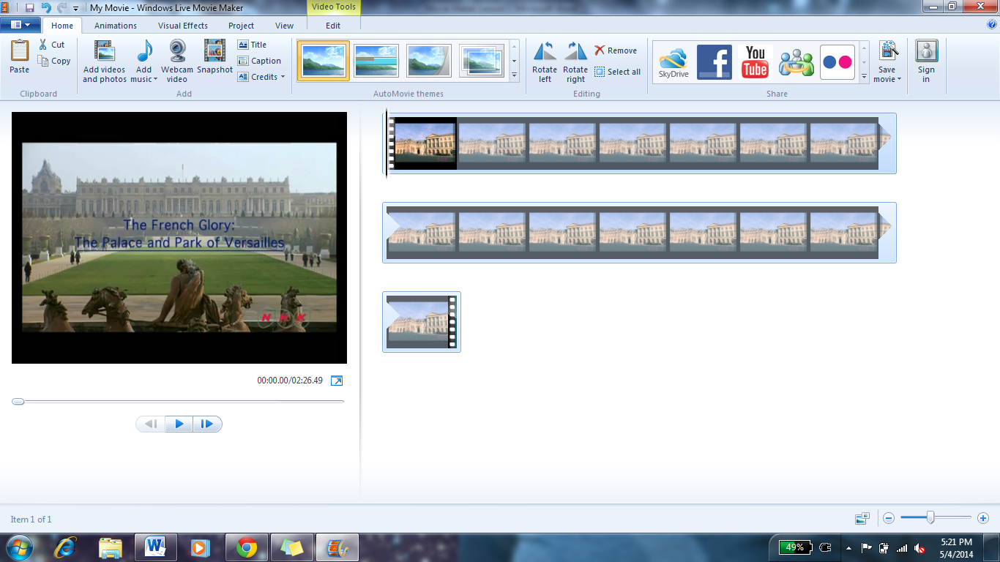 My Movie - Windows Live Movie Maker
Video Tools
Home
Animations
Visual Effects
Project
View
Edit
Paste
Cut
Copy
Clipboard
Add videos
and photos
Add
music
Webcam
video
Snapshot
Title
Caption
Credits
Add
AutoMovie themes
Rotate
left
Rotate
right
Remove
Select all
Editing
SkyDrive
f
You
Tube
Share
Save
movie
Sign
in
The French Glory:
The Palace and Park of Versailles
N H K
00:00.00/02:26.49
Item 1 of 1
W
49%
5:21 PM
5/4/2014